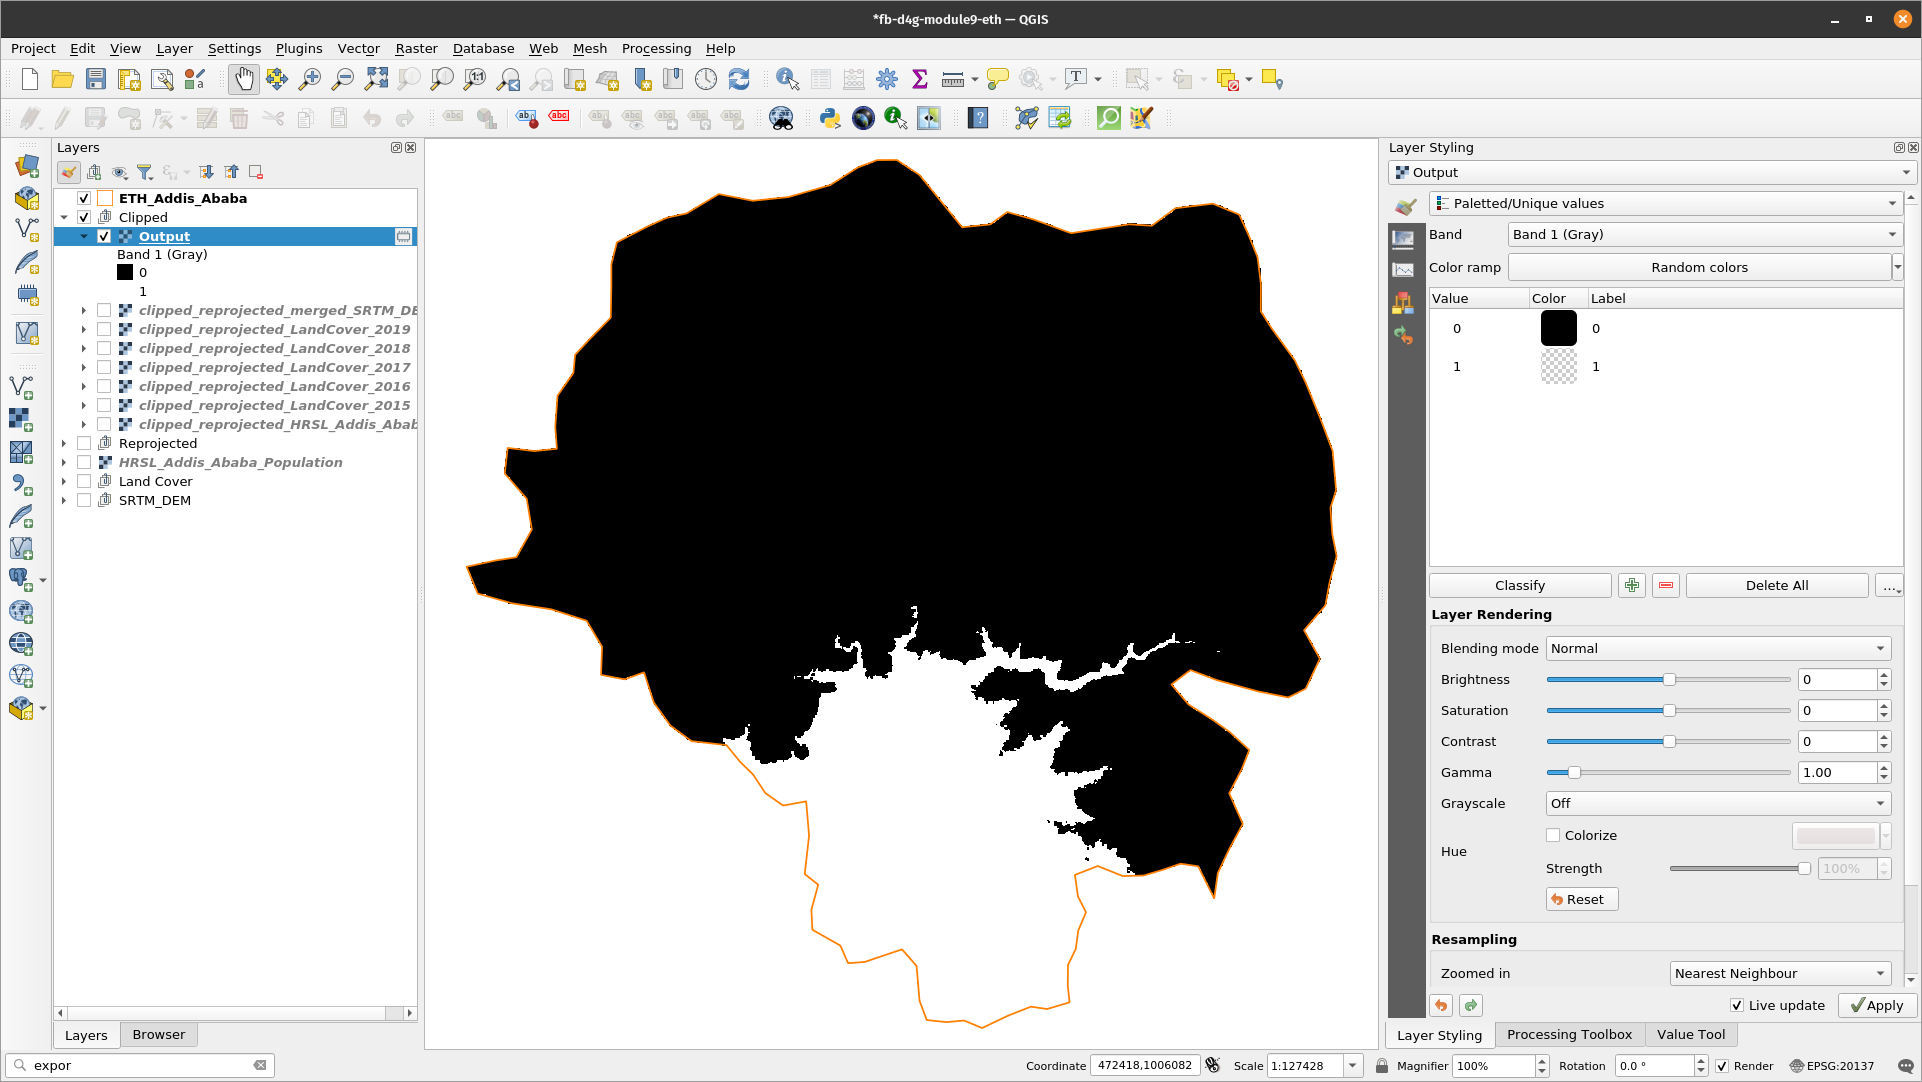 *fb-d4g-module9-eth — QGIS
Project Edit View Layer Settings Plugins Vector Raster Database Web Mesh Processing Help
Layers
ETH_Addis_Ababa
Clipped
Output
Band 1 (Gray)
0
1
clipped_reprojected_merged_SRTM_DE
clipped_reprojected_LandCover_2019
clipped_reprojected_LandCover_2018
clipped_reprojected_LandCover_2017
clipped_reprojected_LandCover_2016
clipped_reprojected_LandCover_2015
clipped_reprojected_HRSL_Addis_Abab
Reprojected
HRSL_Addis_Ababa_Population
Land Cover
SRTM_DEM
Layers Browser
expor
Layer Styling
Output
Paletted/Unique values
Band Band 1 (Gray)
Color ramp Random colors
Value Color Label
0 0
1 1
Classify Delete All ...
Layer Rendering
Blending mode Normal
Brightness 0
Saturation 0
Contrast 0
Gamma 1.00
Grayscale Off
Hue Colorize
Strength 100%
Reset
Resampling
Zoomed in Nearest Neighbour
Live update Apply
Layer Styling Processing Toolbox Value Tool
Coordinate 472418,1006082 Scale 1:127428 Magnifier 100% Rotation 0.0 ° Render EPSG:20137